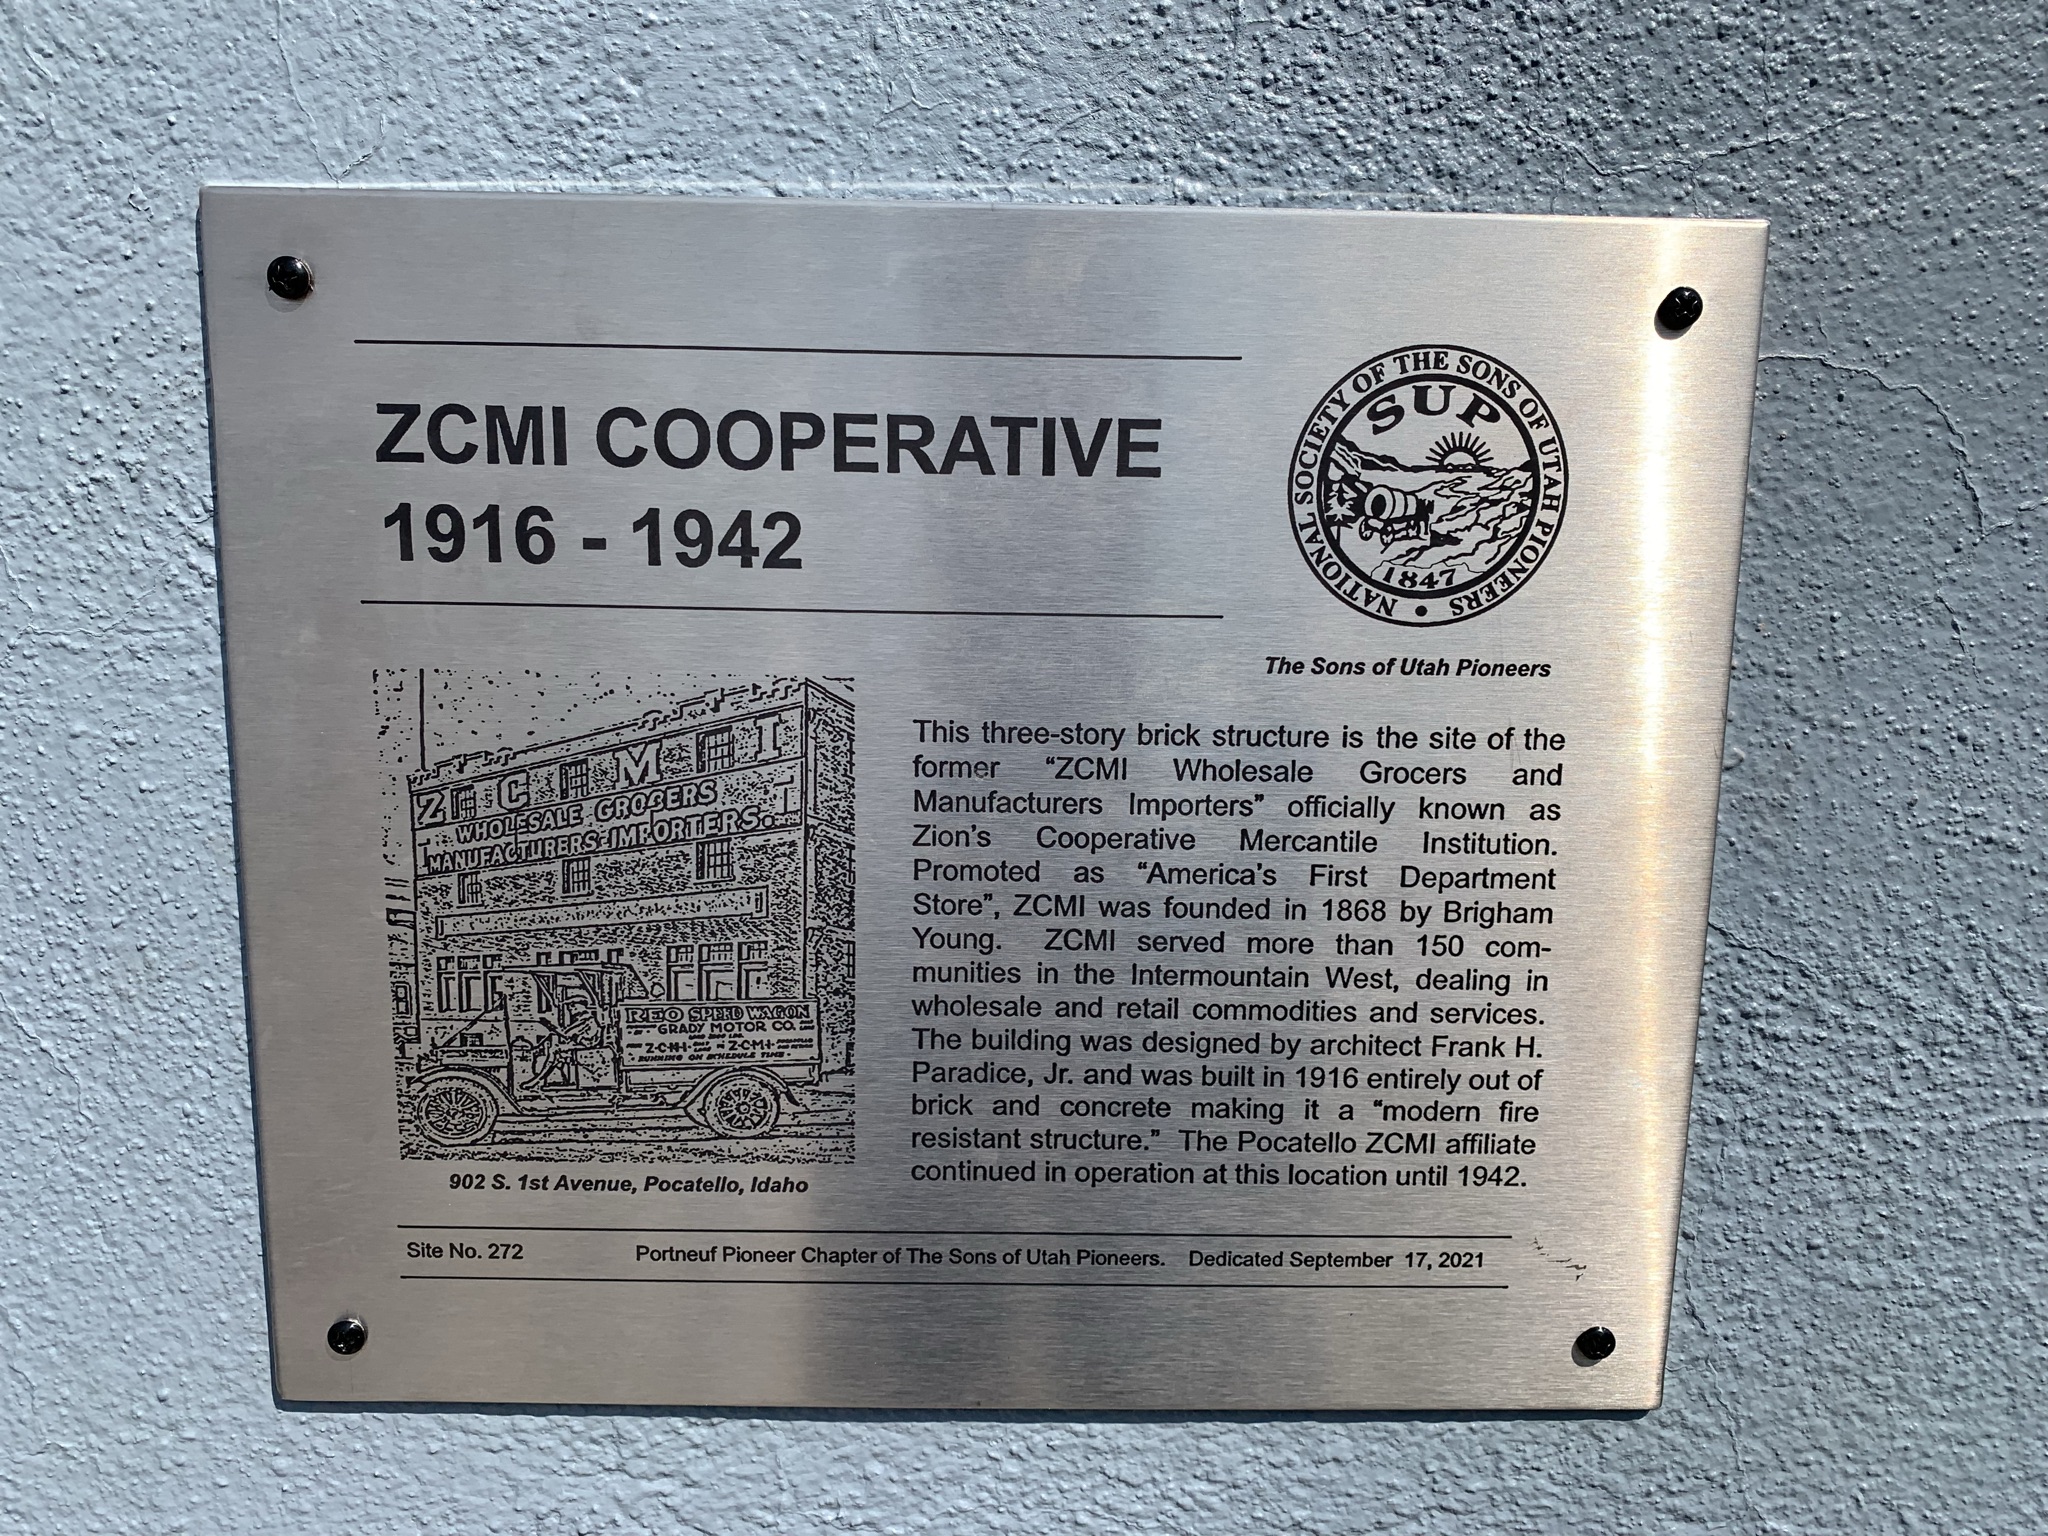 ZCMI COOPERATIVE
1916 - 1942
NATIONAL SOCIETY OF THE SONS OF UTAH PIONEERS •
SUP
1847
The Sons of Utah Pioneers
Z C M I
WHOLESALE GROCERS
MANUFACTURERS & IMPORTERS.
REO SPEED WAGON
GRADY MOTOR CO.
Z·C·M·I· Z·C·M·I·
RUNNING ON SCHEDULE TIME
902 S. 1st Avenue, Pocatello, Idaho
This three-story brick structure is the site of the
former “ZCMI Wholesale Grocers and
Manufacturers Importers” officially known as
Zion’s Cooperative Mercantile Institution.
Promoted as “America’s First Department
Store”, ZCMI was founded in 1868 by Brigham
Young. ZCMI served more than 150 com-
munities in the Intermountain West, dealing in
wholesale and retail commodities and services.
The building was designed by architect Frank H.
Paradice, Jr. and was built in 1916 entirely out of
brick and concrete making it a “modern fire
resistant structure.” The Pocatello ZCMI affiliate
continued in operation at this location until 1942.
Site No. 272 Portneuf Pioneer Chapter of The Sons of Utah Pioneers. Dedicated September 17, 2021